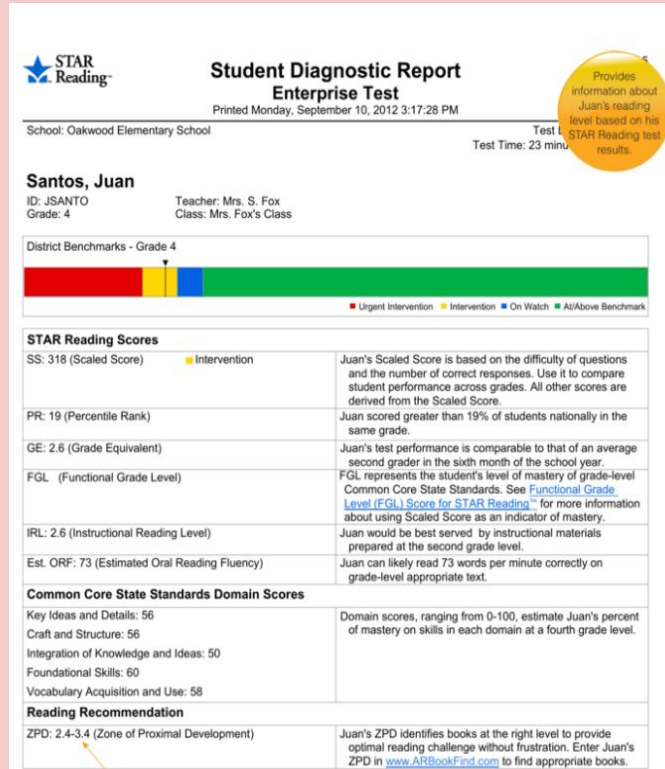 STAR
Reading™
Student Diagnostic Report
Enterprise Test
Printed Monday, September 10, 2012 3:17:28 PM
Provides
information about
Juan's reading
level based on his
STAR Reading test
results.
School: Oakwood Elementary School
Test
Test Time: 23
Santos, Juan
ID: JSANTO
Teacher: Mrs. S. Fox
Grade: 4
Class: Mrs. Fox's Class
District Benchmarks - Grade 4
Urgent Intervention Intervention On Watch At/Above Benchmark
STAR Reading Scores
SS: 318 (Scaled Score) Intervention
Juan's Scaled Score is based on the difficulty of questions
and the number of correct responses. Use it to compare
student performance across grades. All other scores are
derived from the Scaled Score.
PR: 19 (Percentile Rank)
Juan scored greater than 19% of students nationally in the
same grade.
GE: 2.6 (Grade Equivalent)
Juan's test performance is comparable to that of an average
second grader in the sixth month of the school year.
FGL (Functional Grade Level)
FGL represents the student's level of mastery of grade-level
Common Core State Standards. See Functional Grade
Level (FGL) Score for STAR Reading™ for more information
about using Scaled Score as an indicator of mastery.
IRL: 2.6 (Instructional Reading Level)
Juan would be best served by instructional materials
prepared at the second grade level.
Est. ORF: 73 (Estimated Oral Reading Fluency)
Juan can likely read 73 words per minute correctly on
grade-level appropriate text.
Common Core State Standards Domain Scores
Key Ideas and Details: 56
Craft and Structure: 56
Integration of Knowledge and Ideas: 50
Foundational Skills: 60
Vocabulary Acquisition and Use: 58
Domain scores, ranging from 0-100, estimate Juan's percent
of mastery on skills in each domain at a fourth grade level.
Reading Recommendation
ZPD: 2.4-3.4 (Zone of Proximal Development)
Juan's ZPD identifies books at the right level to provide
optimal reading challenge without frustration. Enter Juan's
ZPD in www.ARBookFind.com to find appropriate books.